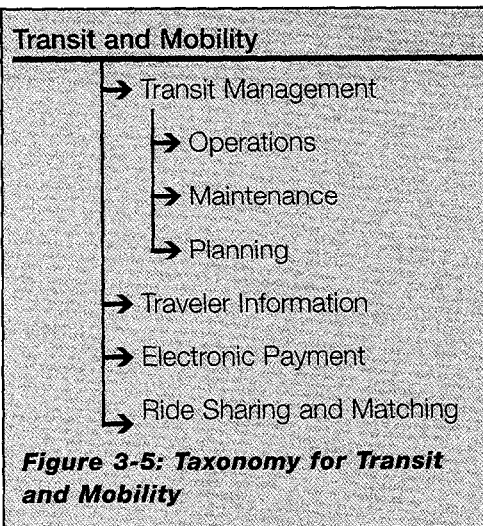 Transit and Mobility
Transit Management
Operations
Maintenance
Planning
Traveler Information
Electronic Payment
Ride Sharing and Matching
Figure 3-5: Taxonomy for Transit
and Mobility